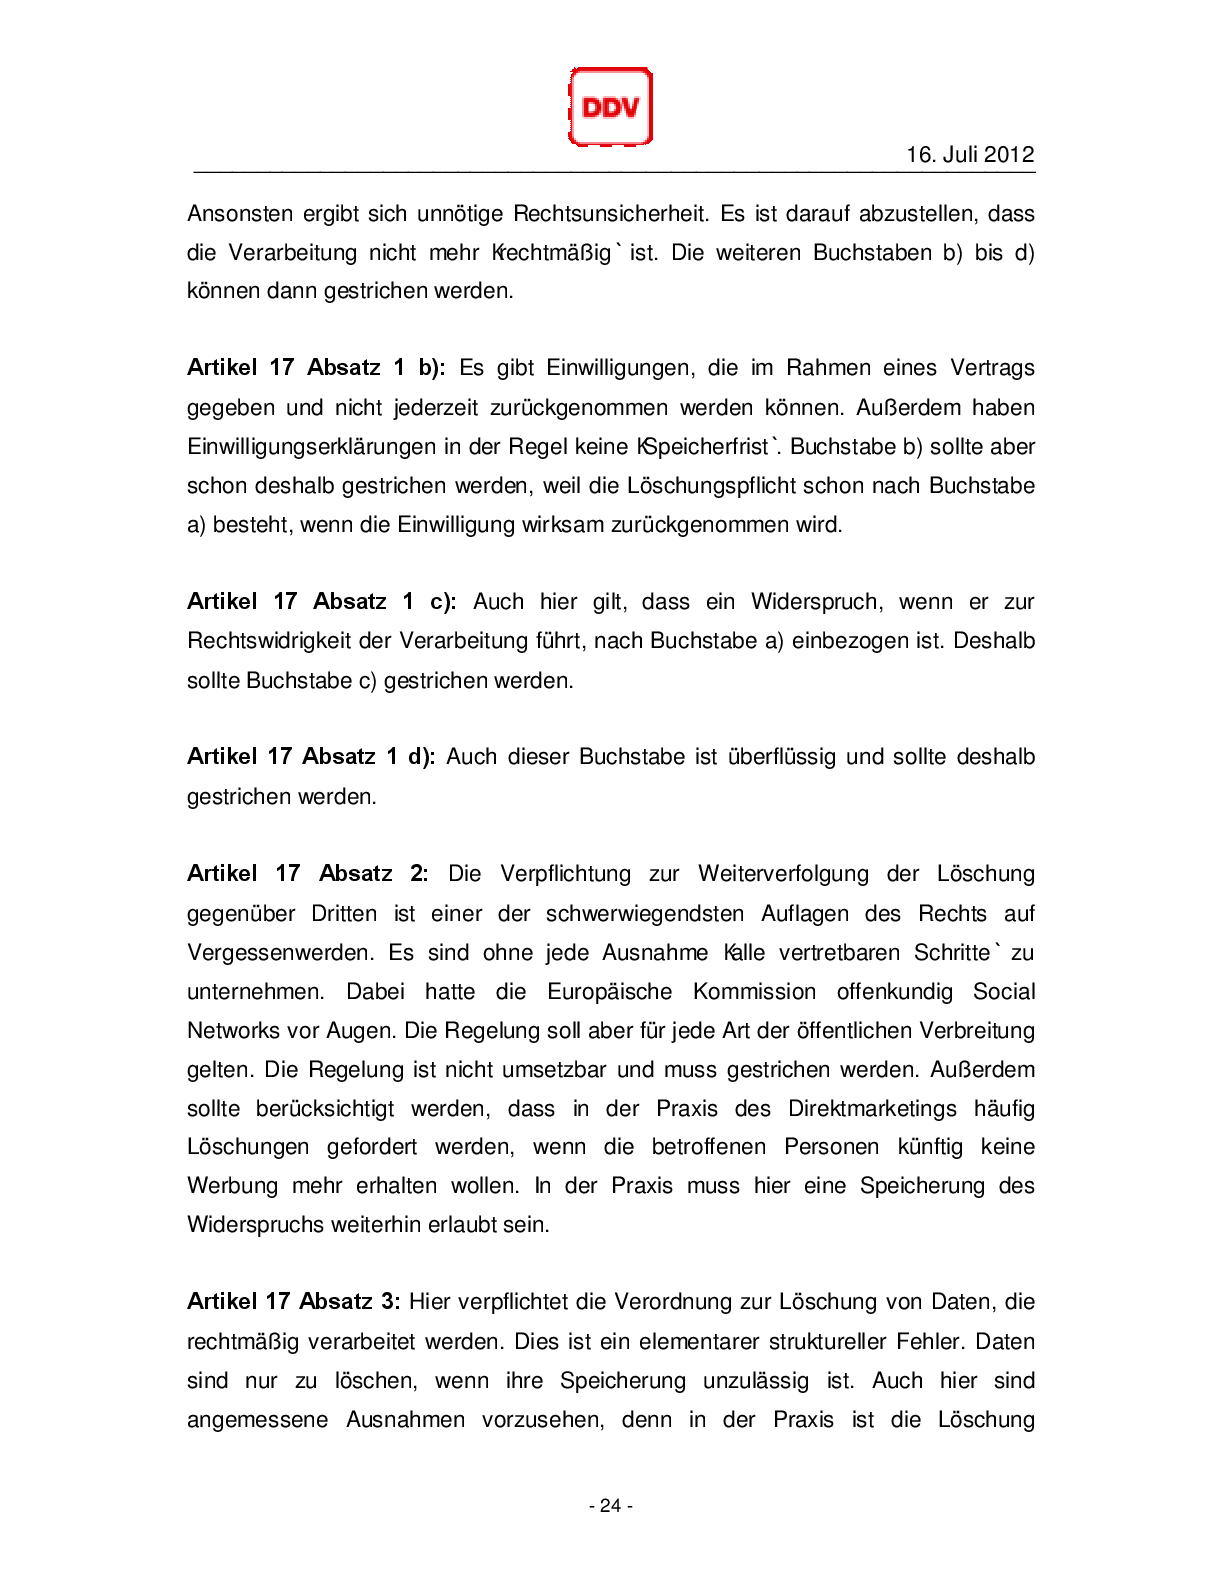 DDV
16. Juli 2012
Ansonsten ergibt sich unnötige Rechtsunsicherheit. Es ist darauf abzustellen, dass
die Verarbeitung nicht mehr Krechtmäßig` ist. Die weiteren Buchstaben b) bis d)
können dann gestrichen werden.
Artikel 17 Absatz 1 b): Es gibt Einwilligungen, die im Rahmen eines Vertrags
gegeben und nicht jederzeit zurückgenommen werden können. Außerdem haben
Einwilligungserklärungen in der Regel keine KSpeicherfrist`. Buchstabe b) sollte aber
schon deshalb gestrichen werden, weil die Löschungspflicht schon nach Buchstabe
a) besteht, wenn die Einwilligung wirksam zurückgenommen wird.
Artikel 17 Absatz 1 c): Auch hier gilt, dass ein Widerspruch, wenn er zur
Rechtswidrigkeit der Verarbeitung führt, nach Buchstabe a) einbezogen ist. Deshalb
sollte Buchstabe c) gestrichen werden.
Artikel 17 Absatz 1 d): Auch dieser Buchstabe ist überflüssig und sollte deshalb
gestrichen werden.
Artikel 17 Absatz 2: Die Verpflichtung zur Weiterverfolgung der Löschung
gegenüber Dritten ist einer der schwerwiegendsten Auflagen des Rechts auf
Vergessenwerden. Es sind ohne jede Ausnahme Kalle vertretbaren Schritte` zu
unternehmen. Dabei hatte die Europäische Kommission offenkundig Social
Networks vor Augen. Die Regelung soll aber für jede Art der öffentlichen Verbreitung
gelten. Die Regelung ist nicht umsetzbar und muss gestrichen werden. Außerdem
sollte berücksichtigt werden, dass in der Praxis des Direktmarketings häufig
Löschungen gefordert werden, wenn die betroffenen Personen künftig keine
Werbung mehr erhalten wollen. In der Praxis muss hier eine Speicherung des
Widerspruchs weiterhin erlaubt sein.
Artikel 17 Absatz 3: Hier verpflichtet die Verordnung zur Löschung von Daten, die
rechtmäßig verarbeitet werden. Dies ist ein elementarer struktureller Fehler. Daten
sind nur zu löschen, wenn ihre Speicherung unzulässig ist. Auch hier sind
angemessene Ausnahmen vorzusehen, denn in der Praxis ist die Löschung
- 24 -